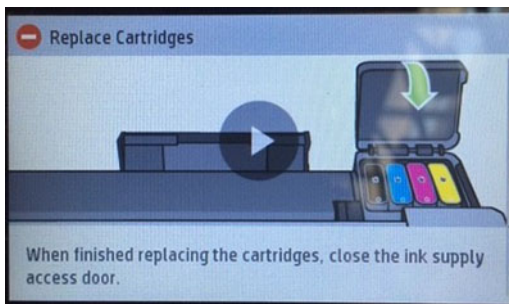 Replace Cartridges
When finished replacing the cartridges, close the ink supply
access door.